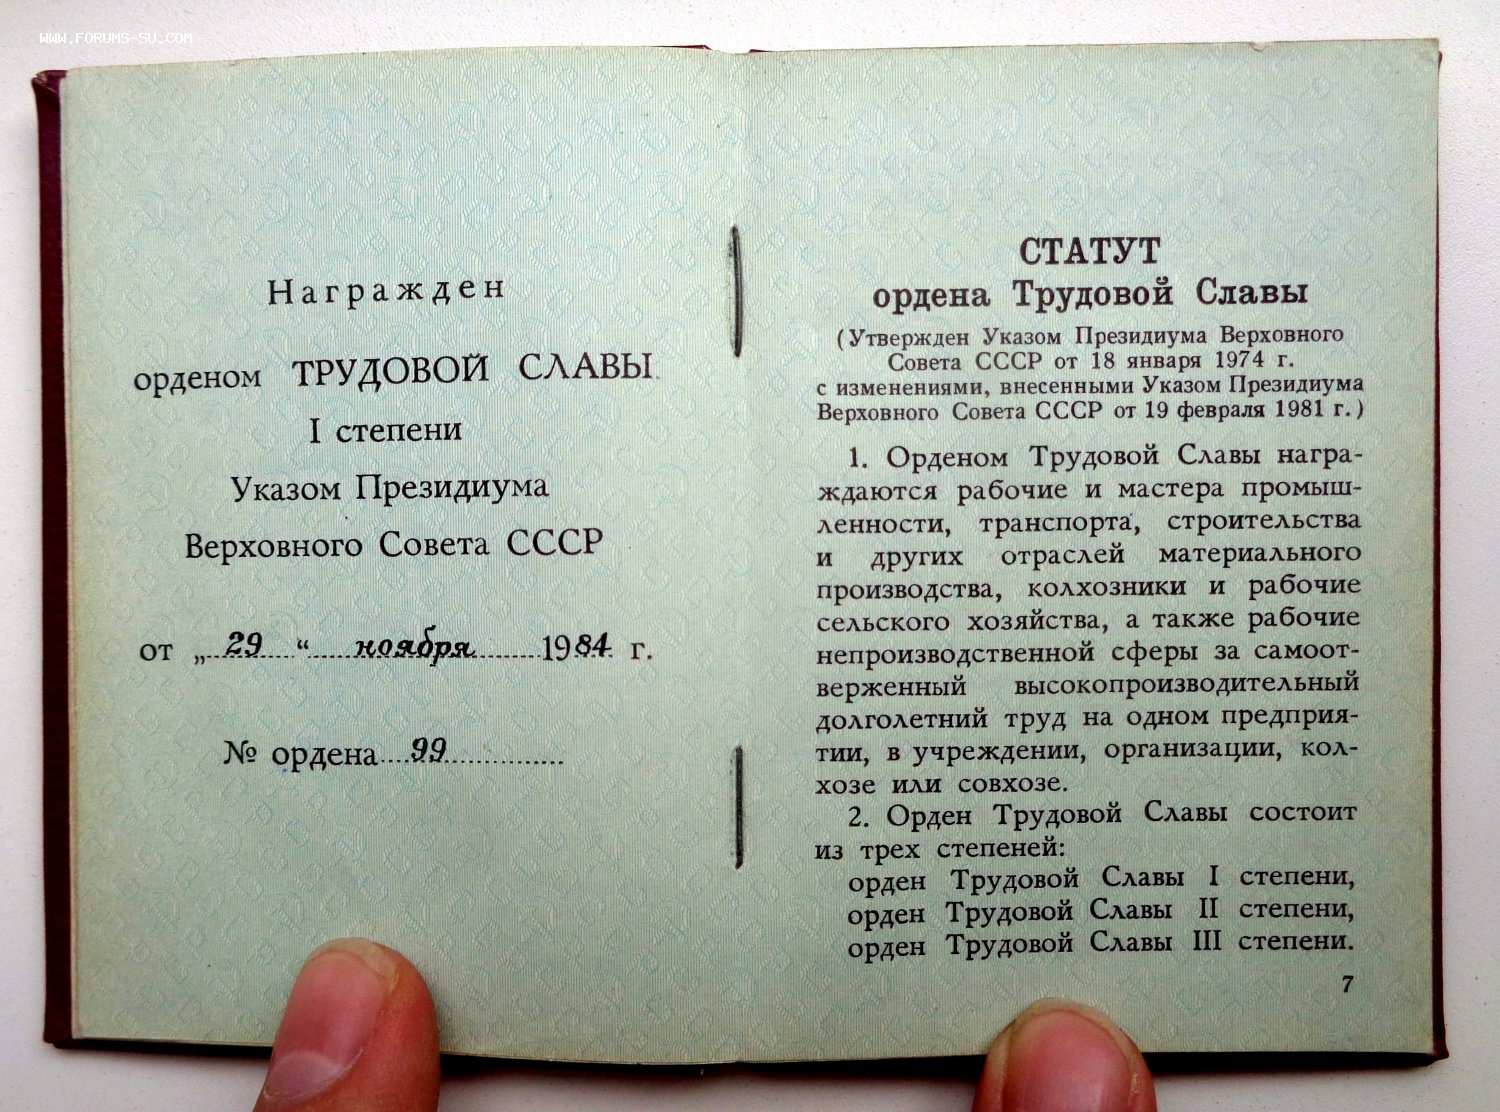 WWW.FORUMS-SU.COM
Награжден
орденом ТРУДОВОЙ СЛАВЫ
I степени
Указом Президиума
Верховного Совета СССР
от „ 29 “ ноября 1984 г.
№ ордена 99
СТАТУТ
ордена Трудовой Славы
(Утвержден Указом Президиума Верховного
Совета СССР от 18 января 1974 г.
с изменениями, внесенными Указом Президиума
Верховного Совета СССР от 19 февраля 1981 г.)
1. Орденом Трудовой Славы награ-
ждаются рабочие и мастера промыш-
ленности, транспорта, строительства
и других отраслей материального
производства, колхозники и рабочие
сельского хозяйства, а также рабочие
непроизводственной сферы за самоот-
верженный высокопроизводительный
долголетний труд на одном предприя-
тии, в учреждении, организации, кол-
хозе или совхозе.
2. Орден Трудовой Славы состоит
из трех степеней:
орден Трудовой Славы I степени,
орден Трудовой Славы II степени,
орден Трудовой Славы III степени.
7